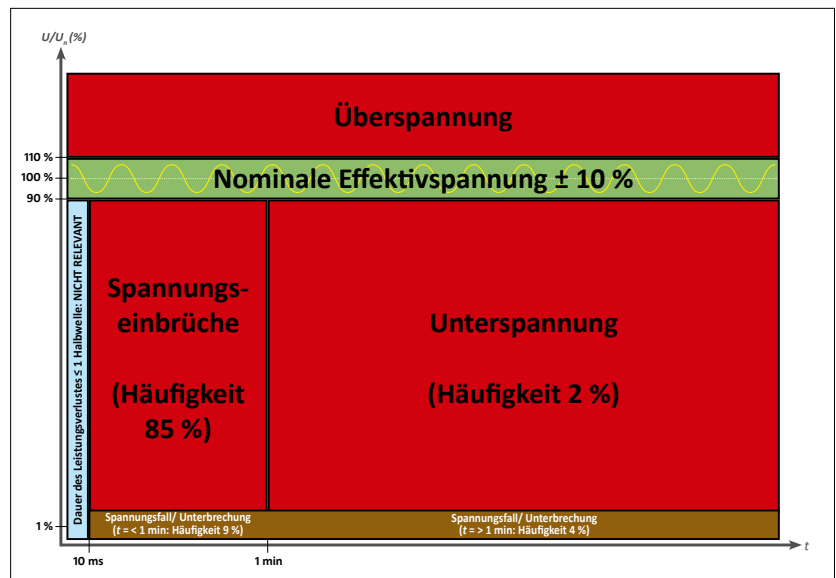 U/Uₙ (%)
Überspannung
110 %
100 %
90 %
Nominale Effektivspannung ± 10 %
Dauer des Leistungsverlustes ≤ 1 Halbwelle: NICHT RELEVANT
Spannungs-
einbrüche
(Häufigkeit
85 %)
Unterspannung
(Häufigkeit 2 %)
1 %
Spannungsfall/ Unterbrechung
(t = < 1 min: Häufigkeit 9 %)
Spannungsfall/ Unterbrechung
(t = > 1 min: Häufigkeit 4 %)
t
10 ms
1 min